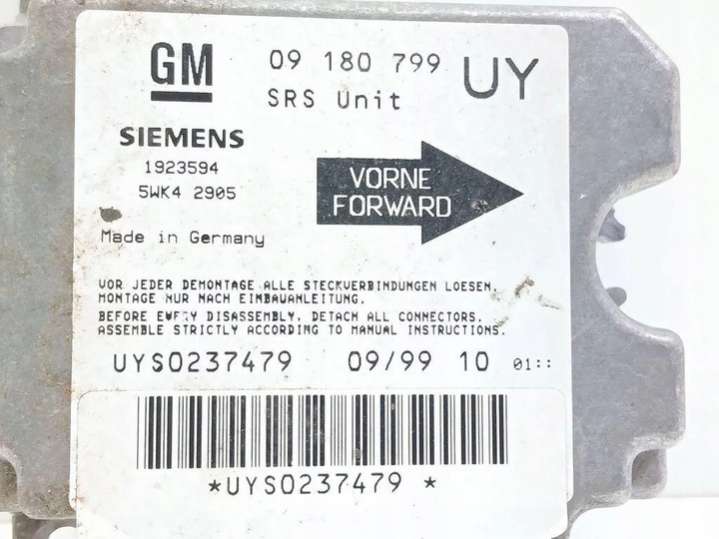 GM 09 180 799 UY
SRS Unit
SIEMENS
1923594
5WK4 2905
VORNE
FORWARD
Made in Germany
VOR JEDER DEMONTAGE ALLE STECKVERBINDUNGEN LOESEN.
MONTAGE NUR NACH EINBAUANLEITUNG.
BEFORE DISASSEMBLY, DETACH ALL CONNECTORS.
ASSEMBLE STRICTLY ACCORDING TO MANUAL INSTRUCTIONS.
UYS0237479 09/99 10 01::
*UYS0237479 *